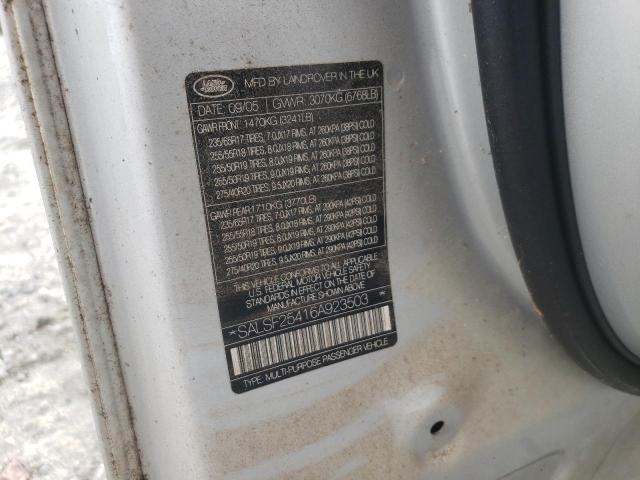 LAND ROVER
MFD BY LANDROVER IN THE UK
DATE: 09/05 GVWR: 3070KG (6768LB)
GAWR FRONT: 1470KG (3241LB)
235/65R17 TIRES, 7.0JX17 RIMS, AT 260KPA (38PSI) COLD
255/55R18 TIRES, 8.0JX18 RIMS, AT 260KPA (38PSI) COLD
255/50R19 TIRES, 8.0JX19 RIMS, AT 260KPA (38PSI) COLD
255/50R19 TIRES, 9.0JX19 RIMS, AT 260KPA (38PSI) COLD
275/40R20 TIRES, 9.5JX20 RIMS, AT 260KPA (38PSI) COLD
GAWR REAR: 1710KG (3770LB)
235/65R17 TIRES, 7.0JX17 RIMS, AT 290KPA (42PSI) COLD
255/55R18 TIRES, 8.0JX18 RIMS, AT 290KPA (42PSI) COLD
255/50R19 TIRES, 8.0JX19 RIMS, AT 290KPA (42PSI) COLD
255/50R19 TIRES, 9.0JX19 RIMS, AT 290KPA (42PSI) COLD
275/40R20 TIRES, 9.5JX20 RIMS, AT 290KPA (42PSI) COLD
THIS VEHICLE CONFORMS TO ALL APPLICABLE
U.S. FEDERAL MOTOR VEHICLE SAFETY
STANDARDS IN EFFECT ON THE DATE OF
MANUFACTURE SHOWN ABOVE
*SALSF25416A923503*
TYPE: MULTI-PURPOSE PASSENGER VEHICLE